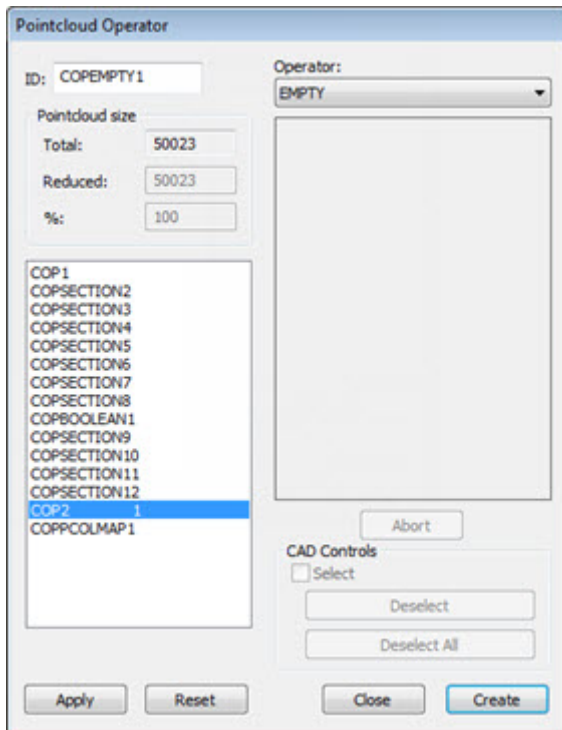 Pointcloud Operator
ID: COPEMPTY1
Operator:
EMPTY
Pointcloud size
Total: 50023
Reduced: 50023
%: 100
COP1
COPSECTION2
COPSECTION3
COPSECTION4
COPSECTION5
COPSECTION6
COPSECTION7
COPSECTION8
COPBOOLEAN1
COPSECTION9
COPSECTION10
COPSECTION11
COPSECTION12
COP2 1
COPPCOLMAP1
Abort
CAD Controls
Select
Deselect
Deselect All
Apply Reset Close Create